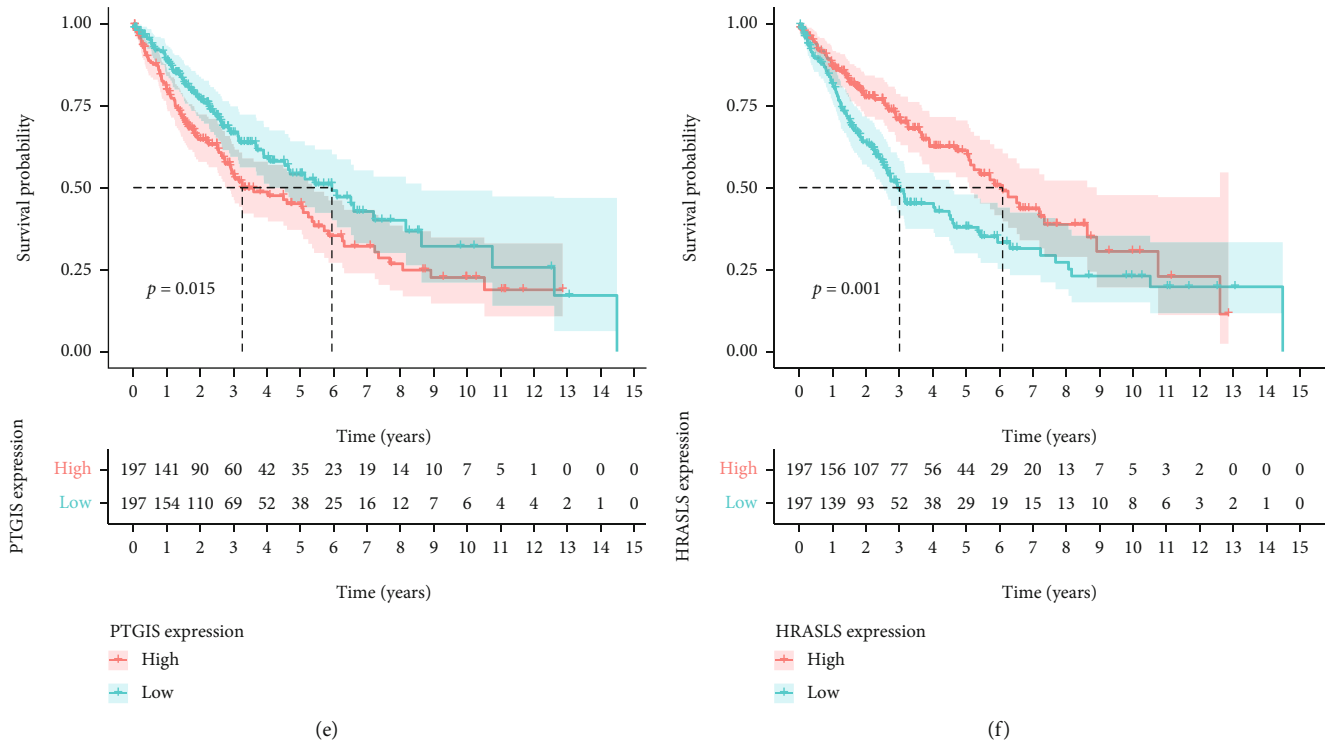 1.00
0.75
0.50
0.25
0.00
Survival probability
p = 0.015
0 1 2 3 4 5 6 7 8 9 10 11 12 13 14 15
Time (years)
PTGIS expression
High 197 141 90 60 42 35 23 19 14 10 7 5 1 0 0 0
Low 197 154 110 69 52 38 25 16 12 7 6 4 4 2 1 0
0 1 2 3 4 5 6 7 8 9 10 11 12 13 14 15
Time (years)
PTGIS expression
High
Low
(e)
1.00
0.75
0.50
0.25
0.00
Survival probability
p = 0.001
0 1 2 3 4 5 6 7 8 9 10 11 12 13 14 15
Time (years)
HRASLS expression
High 197 156 107 77 56 44 29 20 13 7 5 3 2 0 0 0
Low 197 139 93 52 38 29 19 15 13 10 8 6 3 2 1 0
0 1 2 3 4 5 6 7 8 9 10 11 12 13 14 15
Time (years)
HRASLS expression
High
Low
(f)